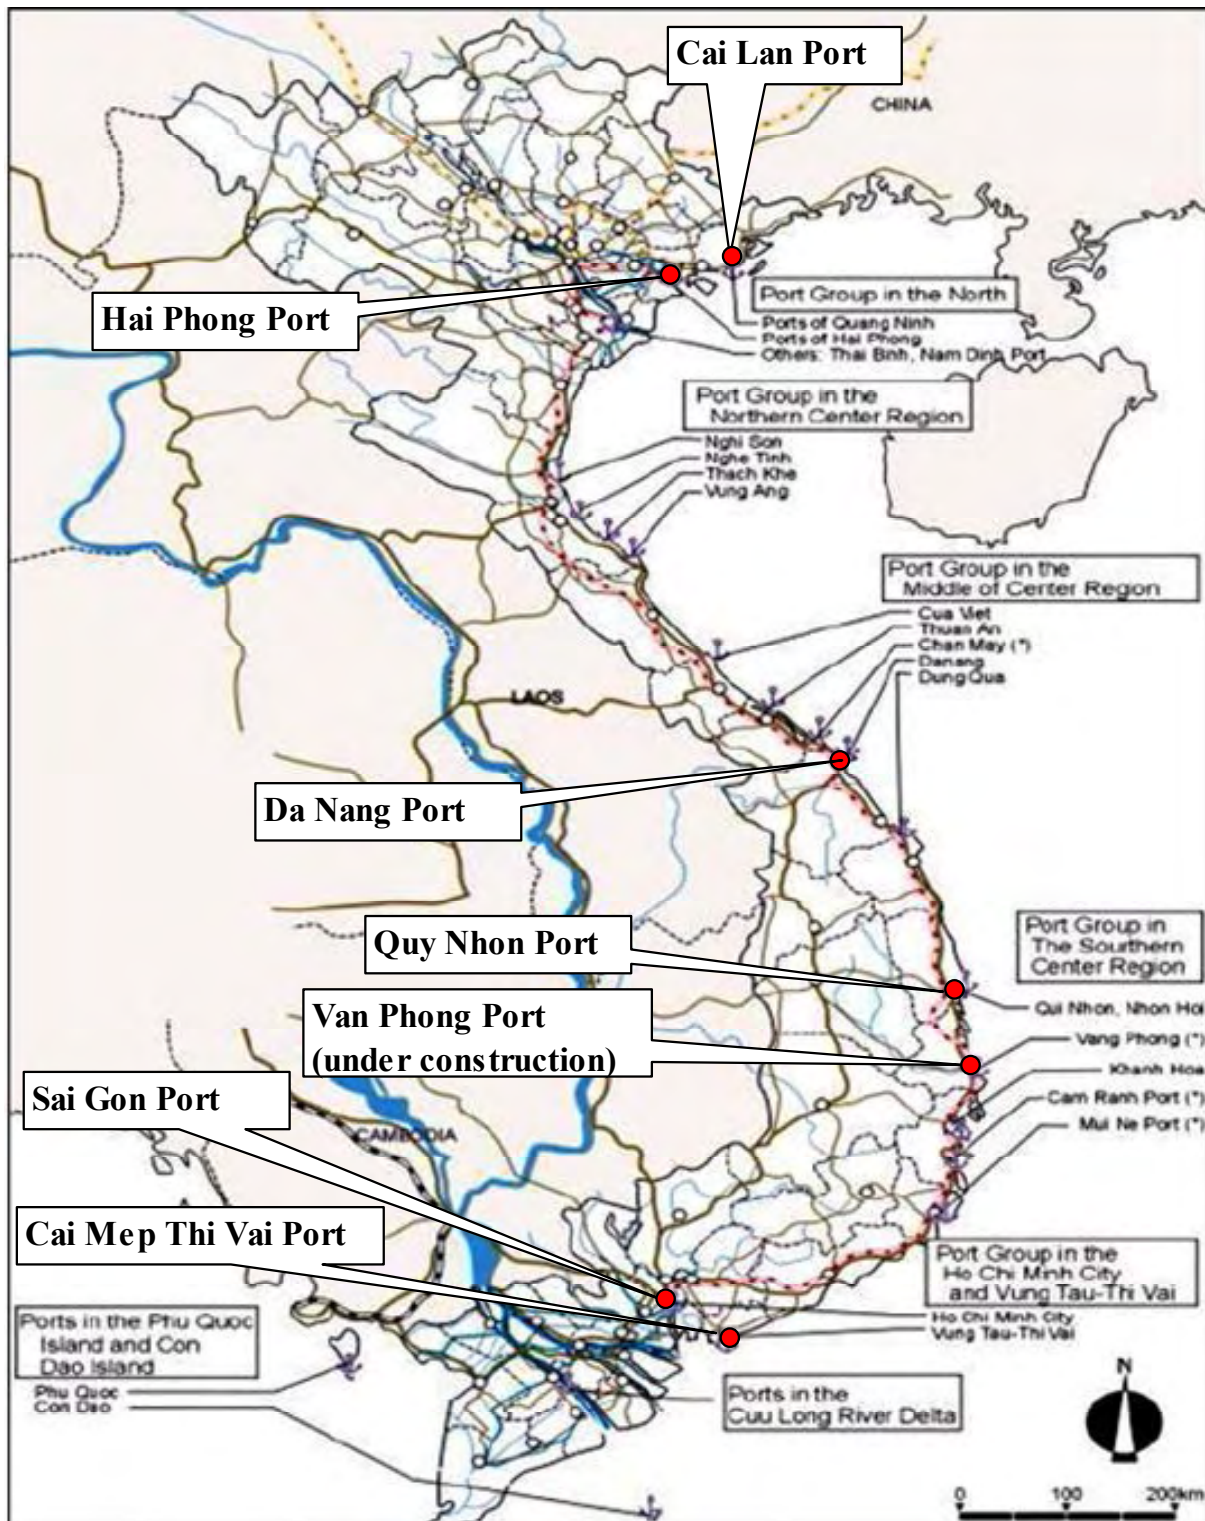 Cai Lan Port
CHINA
Hai Phong Port
Port Group in the North
Ports of Quang Ninh
Ports of Hai Phong
Others: Thai Binh, Nam Dinh Port
Port Group in the
Northern Center Region
Nghi Son
Nghe Tinh
Thach Khe
Vung Ang
Port Group in the
Middle of Center Region
Cua Viet
Thuan An
Chan May (*)
Danang
Dung Qua
LAOS
Da Nang Port
Quy Nhon Port
Port Group in
The Sourthern
Center Region
Qui Nhon, Nhon Hoi
Van Phong Port
(under construction)
Vang Phong (*)
Khanh Hoa
Cam Ranh Port (*)
Mui Ne Port (*)
Sai Gon Port
CAMBODIA
Cai Mep Thi Vai Port
Port Group in the
Ho Chi Minh City
and Vung Tau-Thi Vai
Ho Chi Minh City
Vung Tau-Thi Vai
Ports in the Phu Quoc
Island and Con
Dao Island
Phu Quoc
Con Dao
Ports in the
Cuu Long River Delta
N
0 100 200km